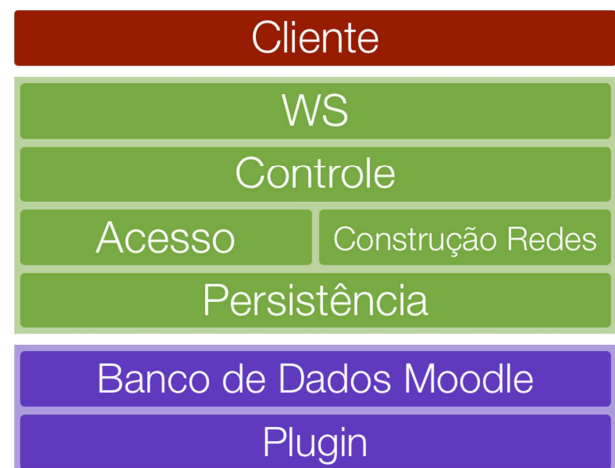 Cliente
WS
Controle
Acesso
Construção Redes
Persistência
Banco de Dados Moodle
Plugin